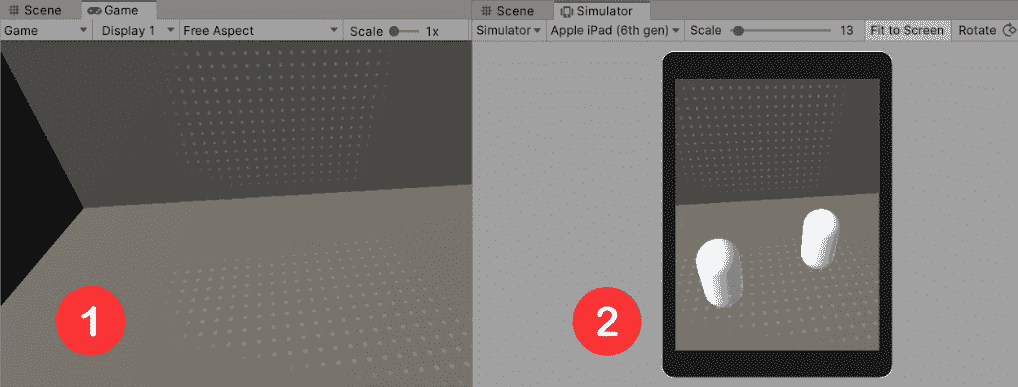 Scene Game Scene Simulator
Game Display 1 Free Aspect Scale 1x Simulator Apple iPad (6th gen) Scale 13 Fit to Screen Rotate
1 2